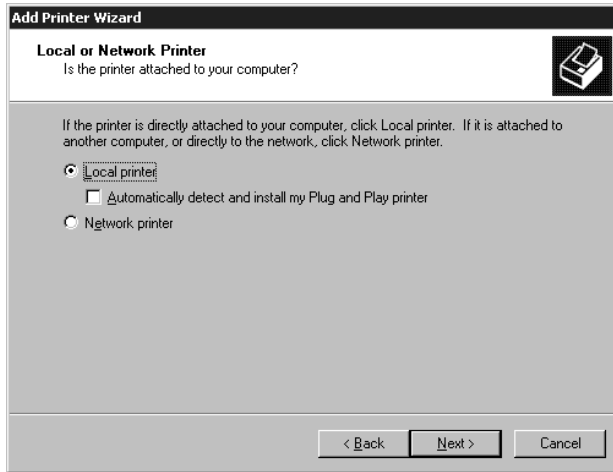 Add Printer Wizard
Local or Network Printer
Is the printer attached to your computer?
If the printer is directly attached to your computer, click Local printer.  If it is attached to
another computer, or directly to the network, click Network printer.
Local printer
Automatically detect and install my Plug and Play printer
Network printer
< Back
Next >
Cancel